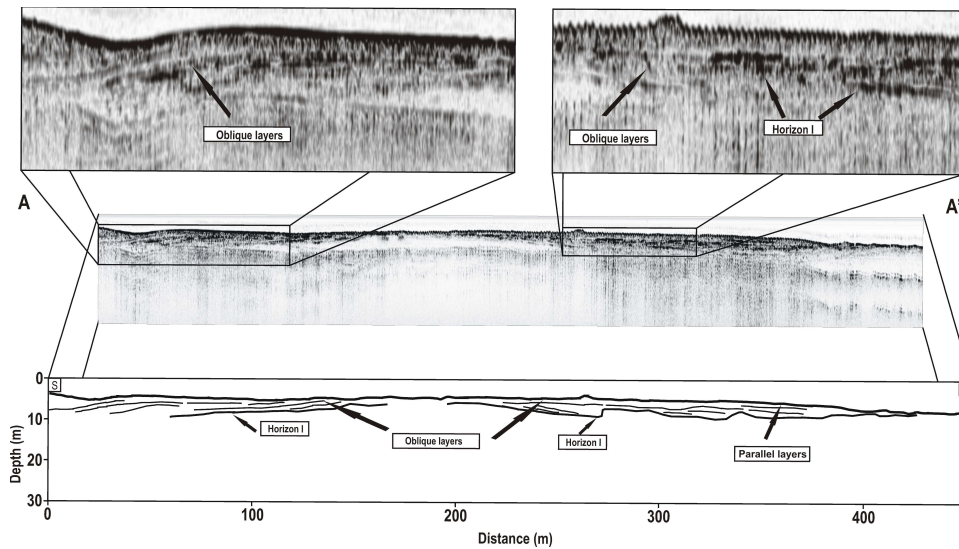 Oblique layers
Oblique layers
Horizon I
A
A'
0
S
10
20
30
Depth (m)
Horizon I
Oblique layers
Horizon I
Parallel layers
0
100
200
300
400
Distance (m)